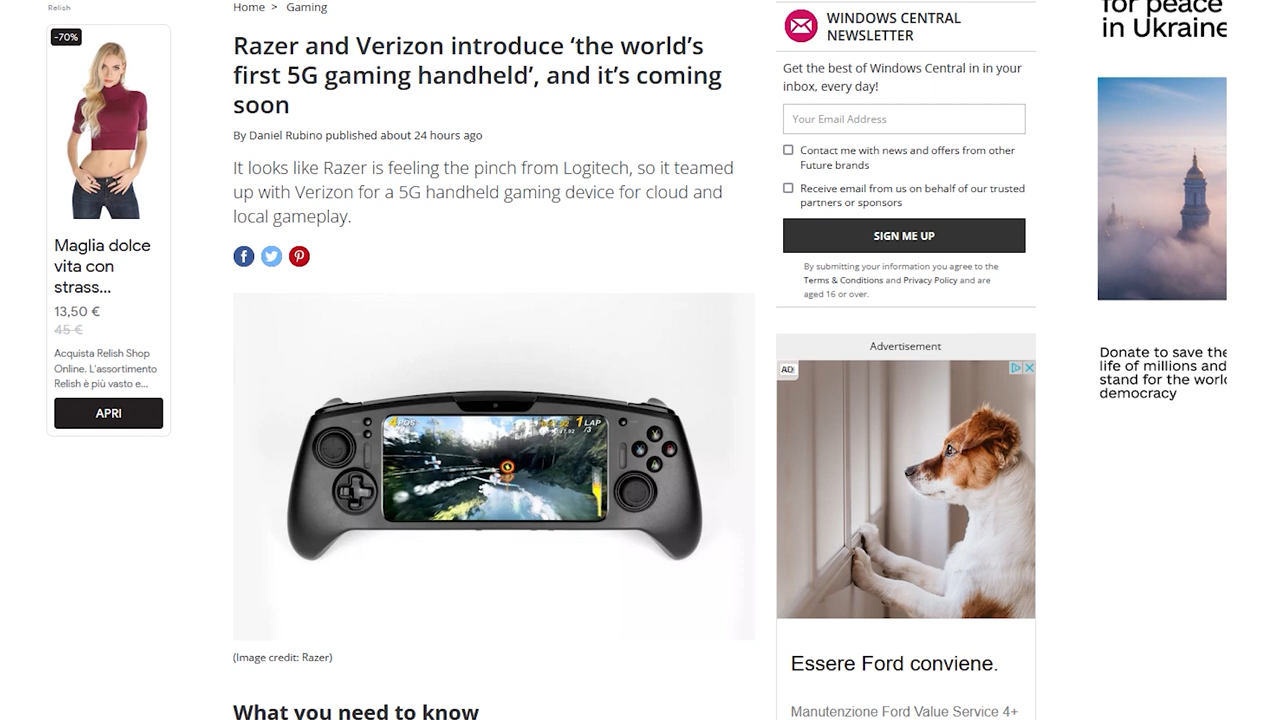 Relish
-70%
Maglia dolce
vita con
strass...
13,50 €
45 €
Acquista Relish Shop
Online. L'assortimento
Relish è più vasto e...
APRI
Home > Gaming
Razer and Verizon introduce ‘the world’s
first 5G gaming handheld’, and it’s coming
soon
By Daniel Rubino published about 24 hours ago
It looks like Razer is feeling the pinch from Logitech, so it teamed
up with Verizon for a 5G handheld gaming device for cloud and
local gameplay.
POS
1 LAP
/3
(Image credit: Razer)
What you need to know
WINDOWS CENTRAL
NEWSLETTER
Get the best of Windows Central in in your
inbox, every day!
Your Email Address
Contact me with news and offers from other
Future brands
Receive email from us on behalf of our trusted
partners or sponsors
SIGN ME UP
By submitting your information you agree to the
Terms & Conditions and Privacy Policy and are
aged 16 or over.
Advertisement
AD
Essere Ford conviene.
Manutenzione Ford Value Service 4+
for peace
in Ukraine
Donate to save the
life of millions and
stand for the world
democracy